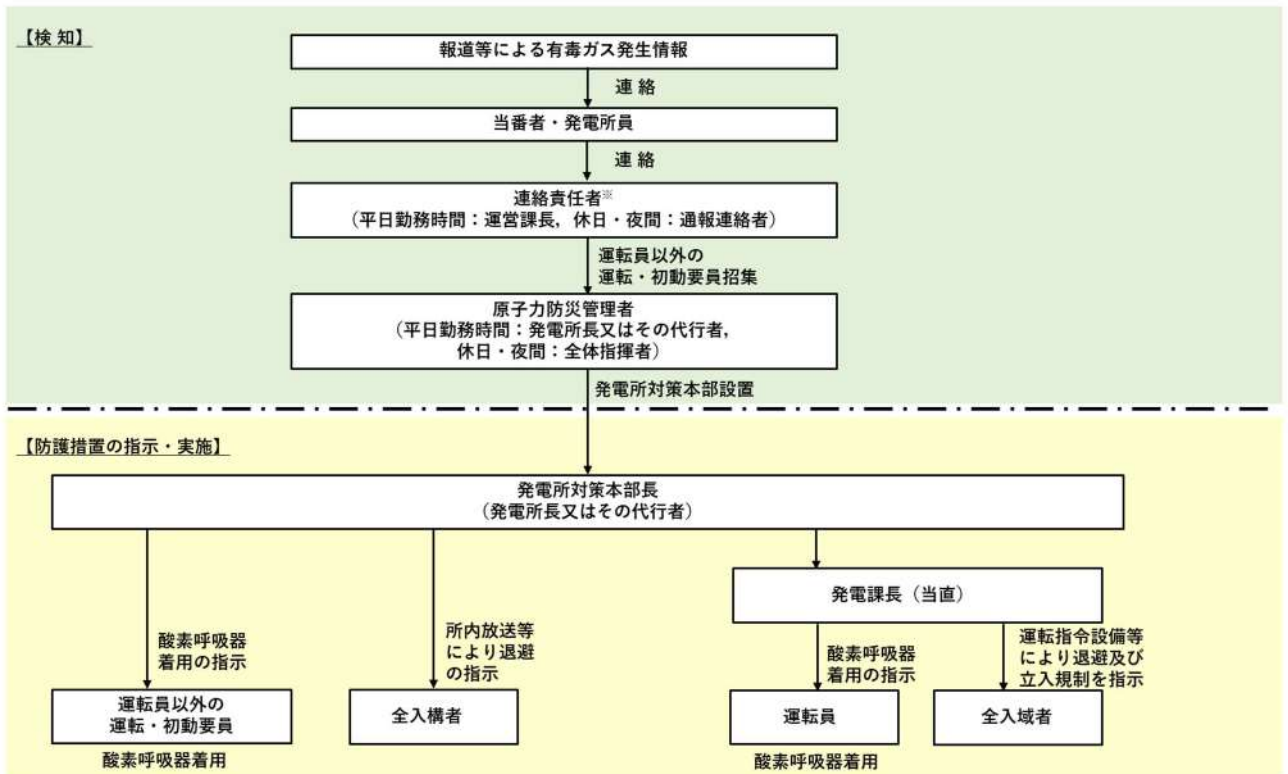 【検 知】
報道等による有毒ガス発生情報
連 絡
当番者・発電所員
連 絡
連絡責任者※
（平日勤務時間：運営課長，休日・夜間：通報連絡者）
運転員以外の
運転・初動要員招集
原子力防災管理者
（平日勤務時間：発電所長又はその代行者，
休日・夜間：全体指揮者）
発電所対策本部設置
【防護措置の指示・実施】
発電所対策本部長
（発電所長又はその代行者）
発電課長（当直）
酸素呼吸器
着用の指示
所内放送等
により退避
の指示
酸素呼吸器
着用の指示
運転指令設備等
により退避及び
立入規制を指示
運転員以外の
運転・初動要員
全入構者
運転員
全入域者
酸素呼吸器着用
酸素呼吸器着用